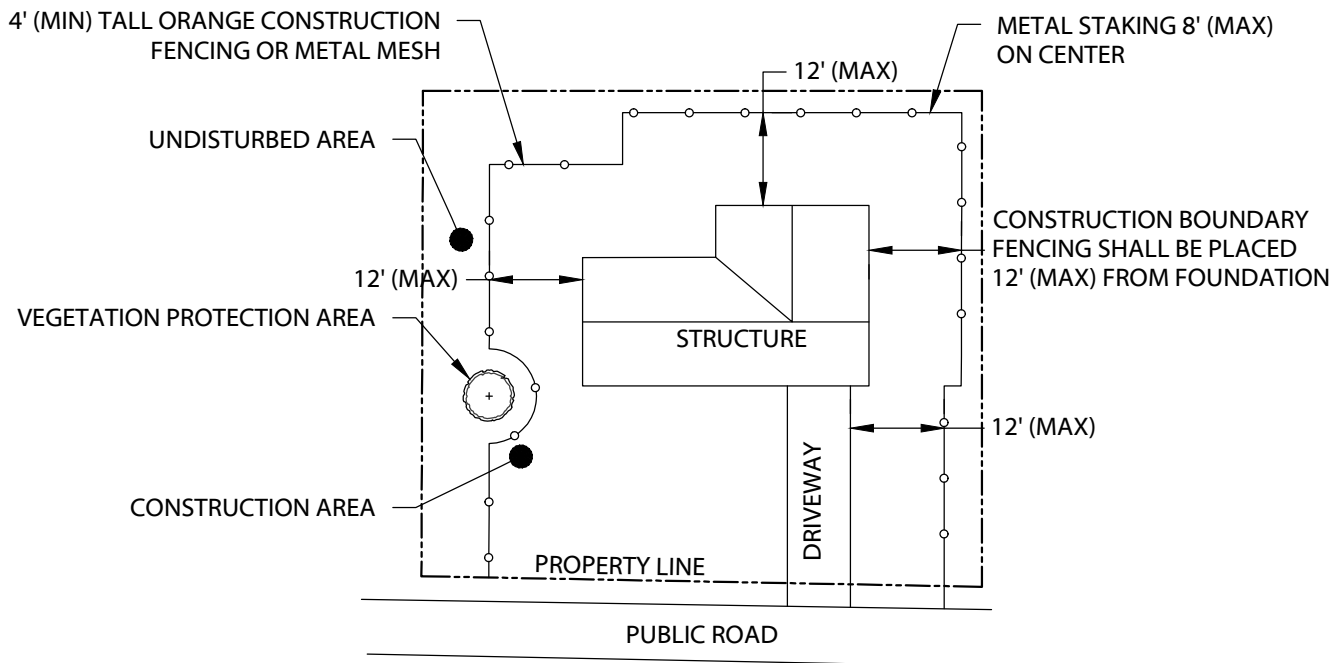 4' (MIN) TALL ORANGE CONSTRUCTION
FENCING OR METAL MESH
METAL STAKING 8' (MAX)
ON CENTER
12' (MAX)
UNDISTURBED AREA
CONSTRUCTION BOUNDARY
FENCING SHALL BE PLACED
12' (MAX) FROM FOUNDATION
12' (MAX)
VEGETATION PROTECTION AREA
STRUCTURE
12' (MAX)
DRIVEWAY
CONSTRUCTION AREA
PROPERTY LINE
PUBLIC ROAD